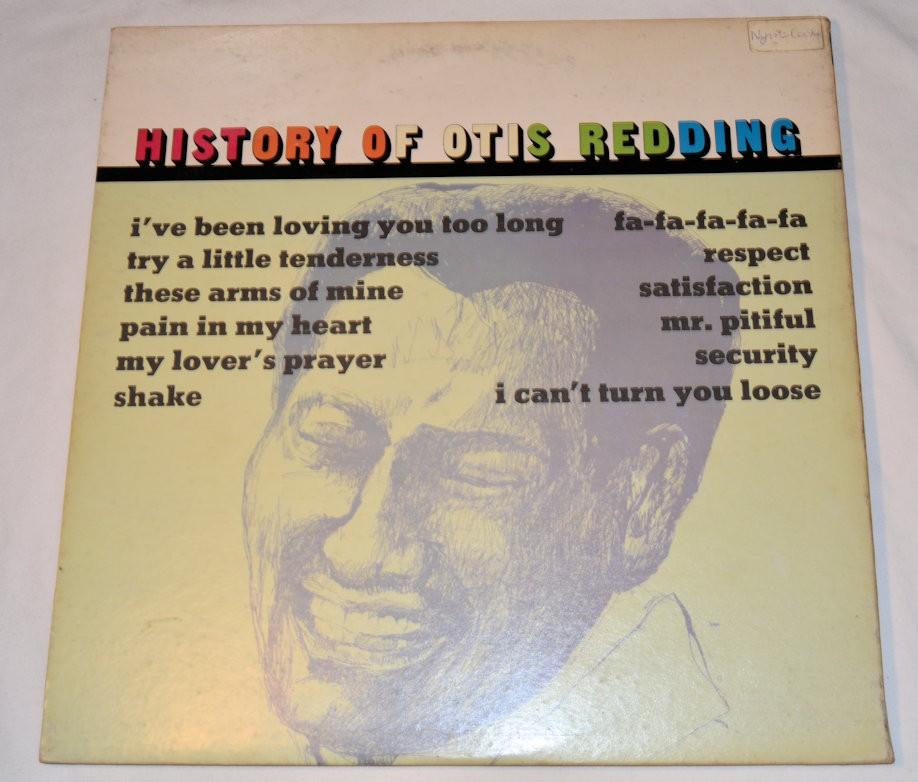 HISTORY OF OTIS REDDING
i've been loving you too long
try a little tenderness
these arms of mine
pain in my heart
my lover's prayer
shake
fa-fa-fa-fa-fa
respect
satisfaction
mr. pitiful
security
i can't turn you loose